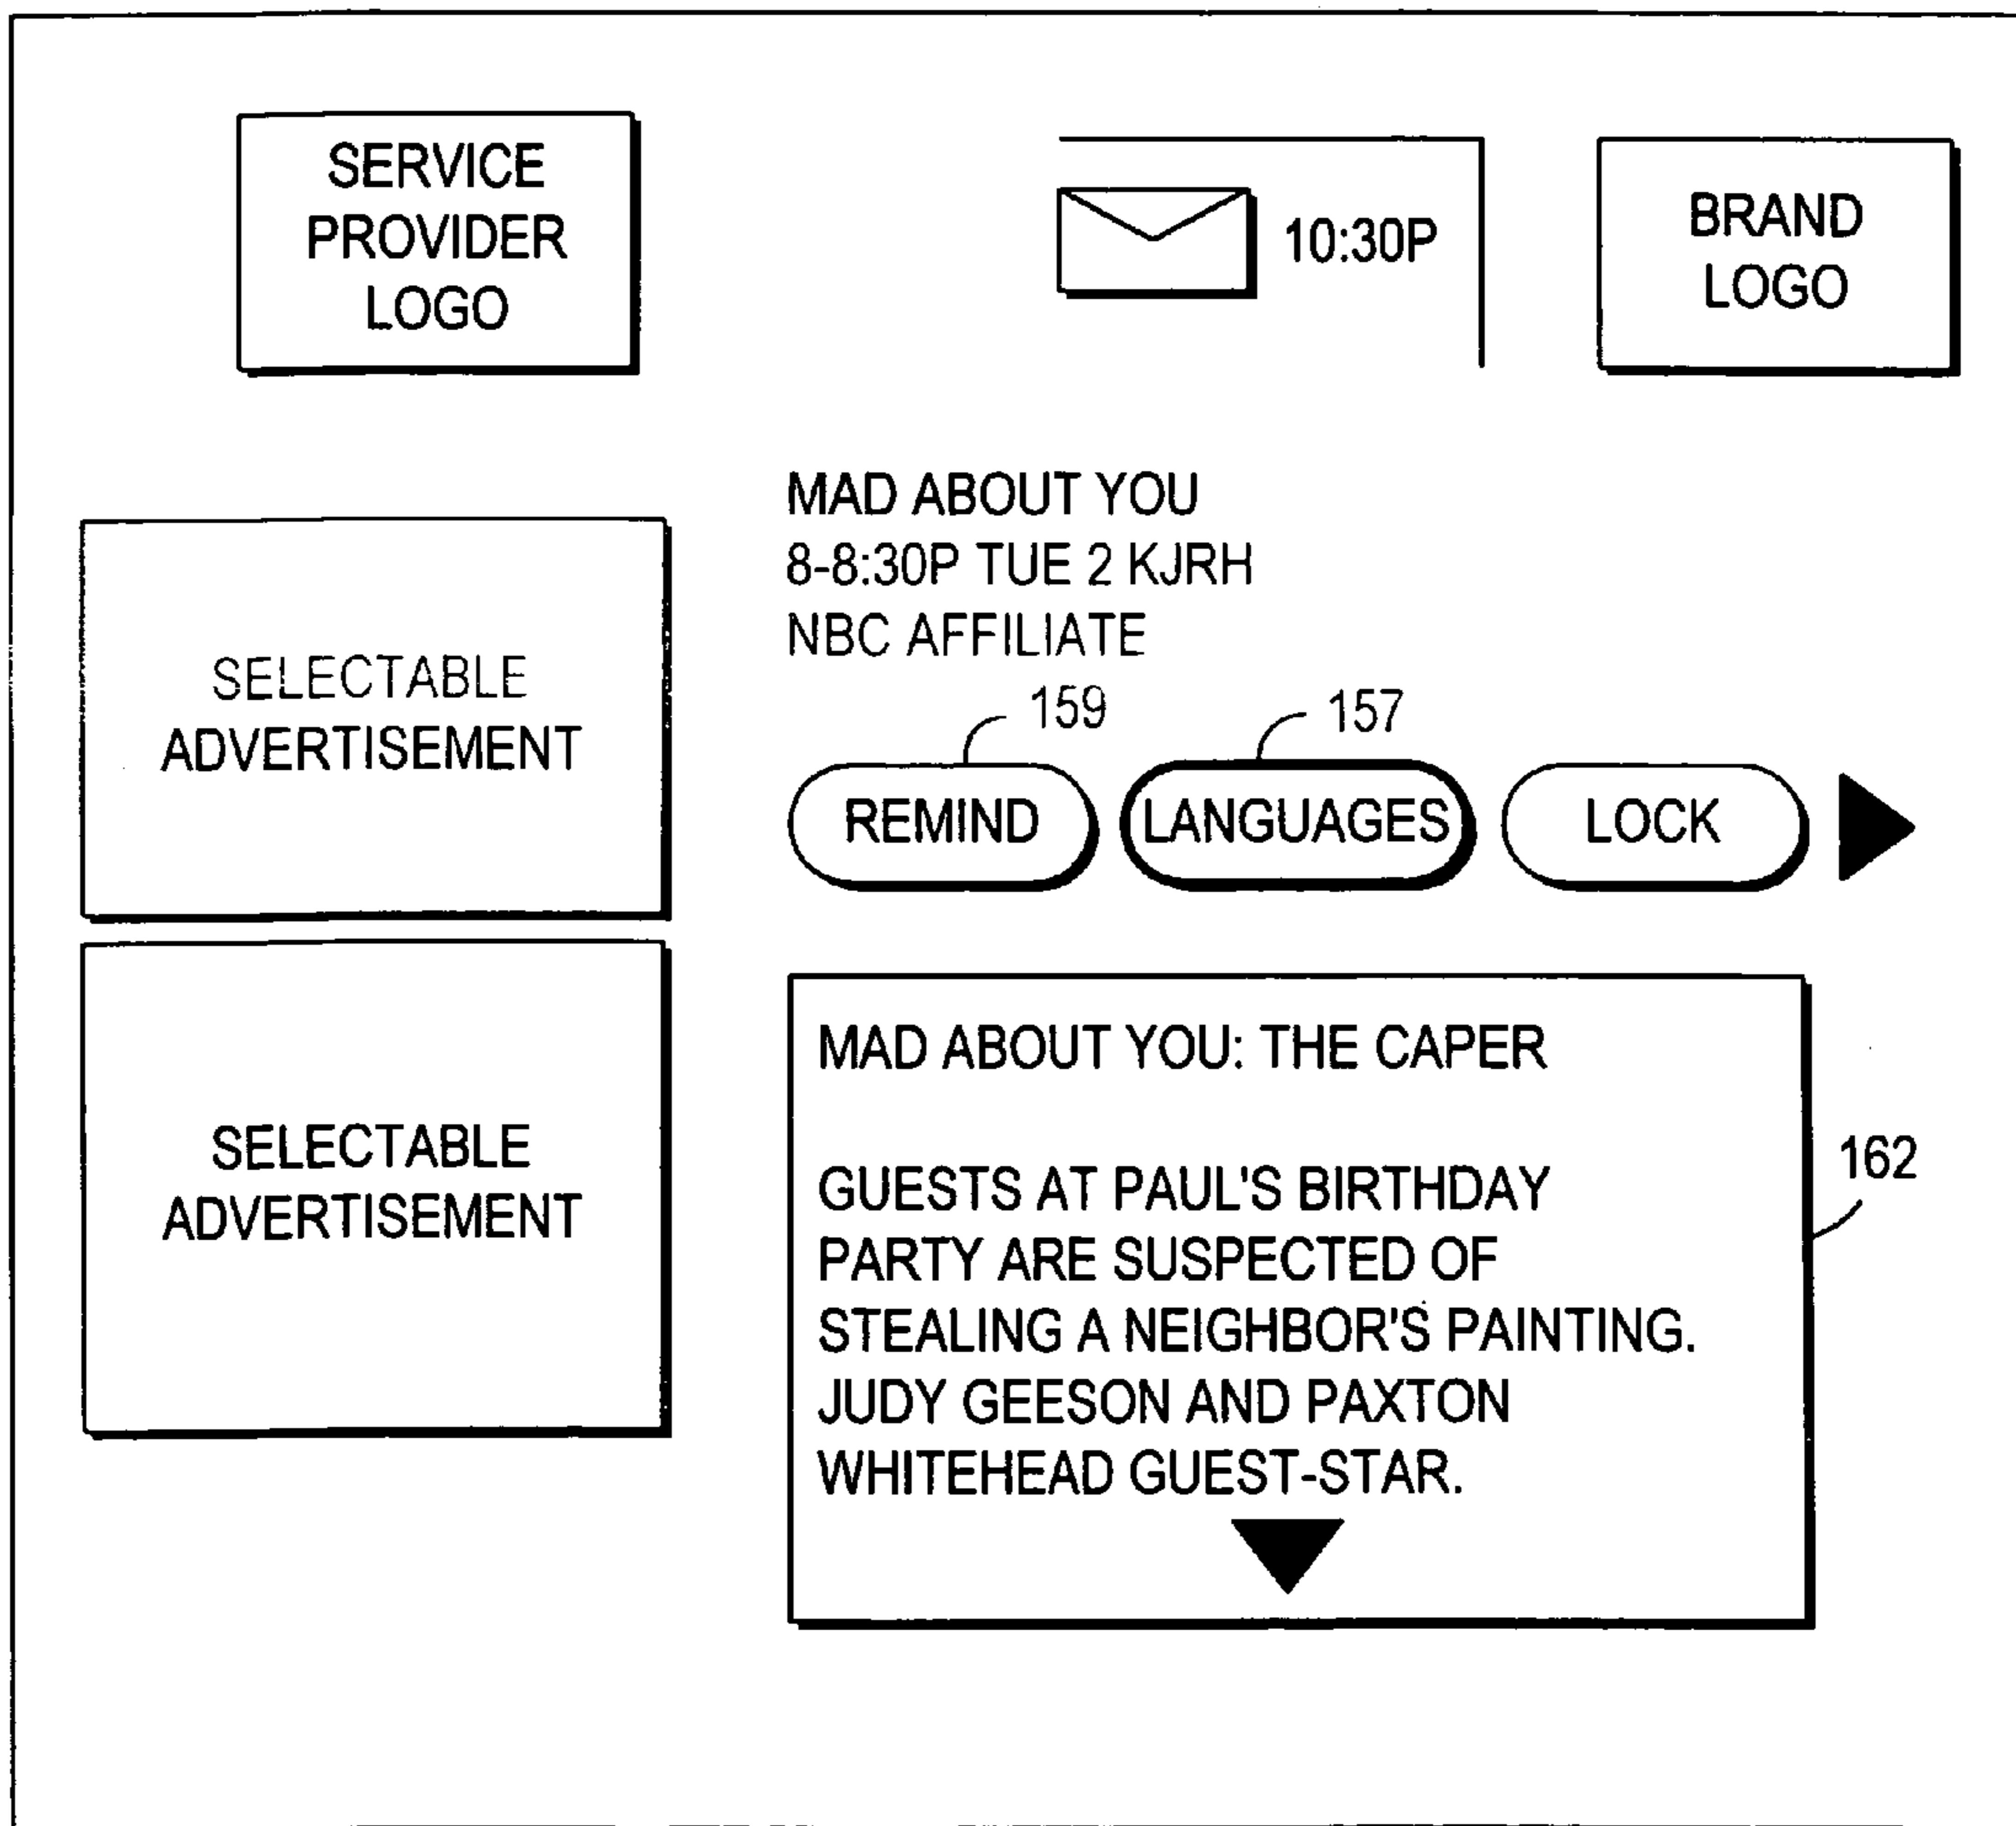 SERVICE
PROVIDER
LOGO
10:30P
BRAND
LOGO
MAD ABOUT YOU
8-8:30P TUE 2 KJRH
NBC AFFILIATE
SELECTABLE
ADVERTISEMENT
159
157
REMIND
LANGUAGES
LOCK
SELECTABLE
ADVERTISEMENT
MAD ABOUT YOU: THE CAPER
GUESTS AT PAUL'S BIRTHDAY
PARTY ARE SUSPECTED OF
STEALING A NEIGHBOR'S PAINTING.
JUDY GEESON AND PAXTON
WHITEHEAD GUEST-STAR.
162